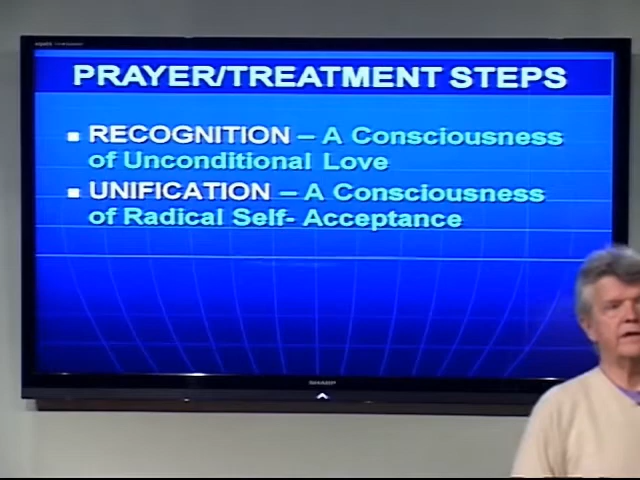 PRAYER/TREATMENT STEPS
RECOGNITION – A Consciousness
of Unconditional Love
UNIFICATION – A Consciousness
of Radical Self- Acceptance
SHARP